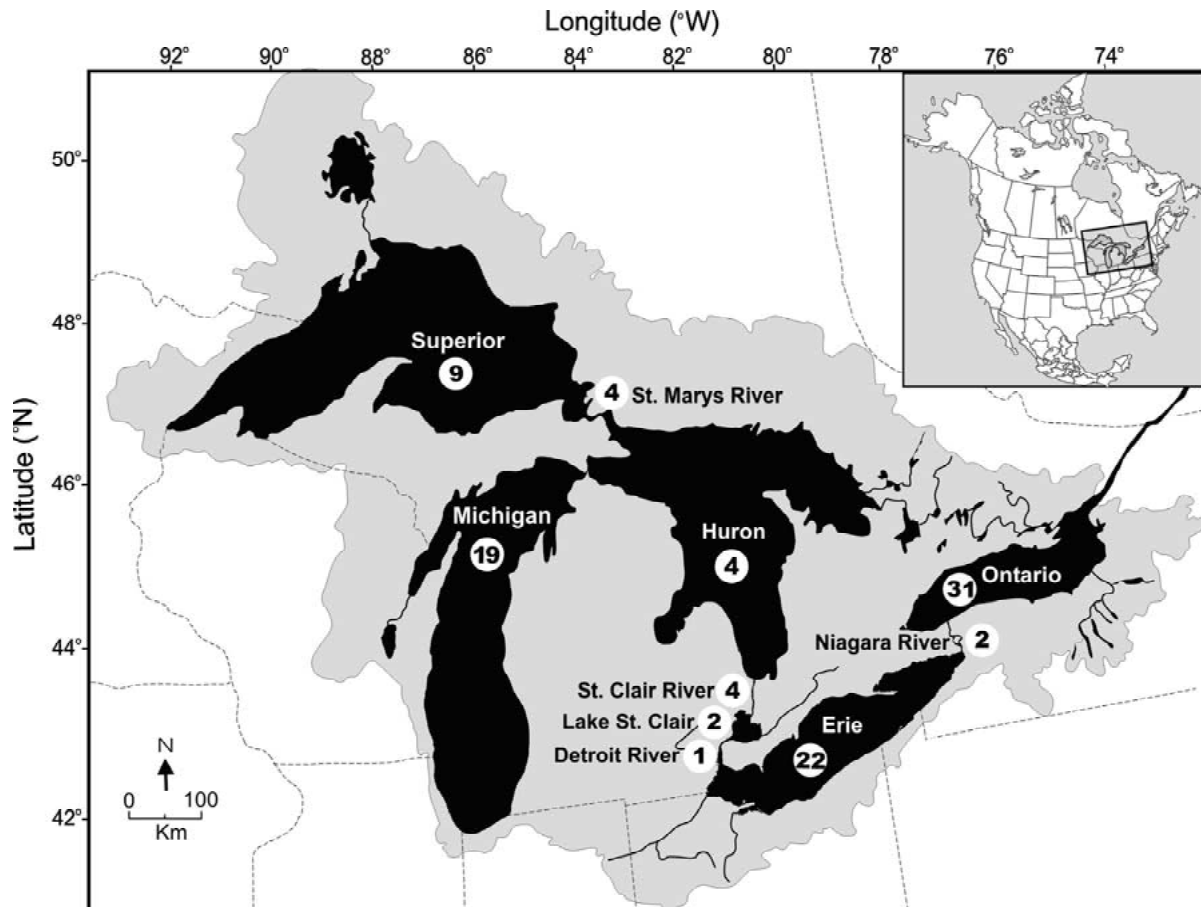 Longitude (°W)
92° 90° 88° 86° 84° 82° 80° 78° 76° 74°
Latitude (°N)
50°
48°
46°
44°
42°
Superior
9
4 St. Marys River
Michigan
19
Huron
4
Ontario
31
Niagara River 2
St. Clair River 4
Lake St. Clair 2
Detroit River 1
Erie
22
N
0 100
Km